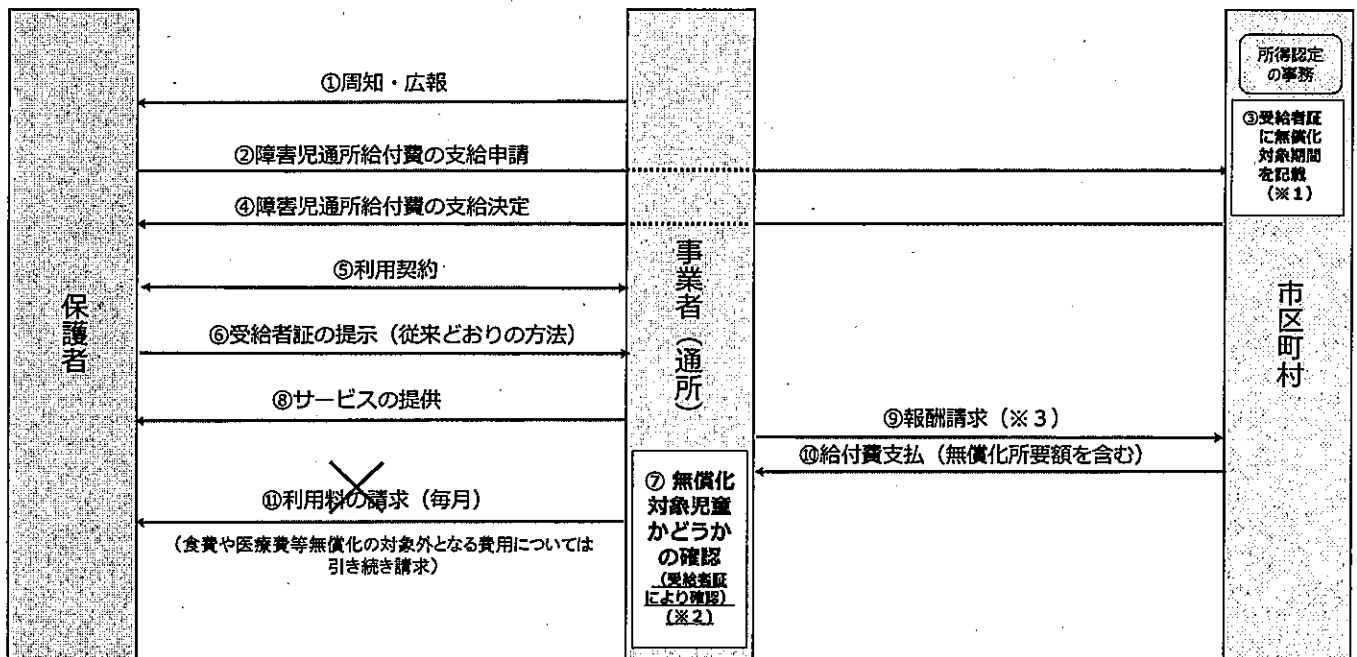 所得認定
の事務
①周知・広報
③受給者証
に無償化
対象期間
を記載
(※1)
②障害児通所給付費の支給申請
④障害児通所給付費の支給決定
⑤利用契約
保護者
事業者（通所）
市区町村
⑥受給者証の提示（従来どおりの方法）
⑧サービスの提供
⑨報酬請求（※3）
⑩給付費支払（無償化所要額を含む）
⑦ 無償化
対象児童
かどうか
の確認
（受給者証
により確認）
(※2)
⑪利用料の請求（毎月）
（食費や医療費等無償化の対象外となる費用については
引き続き請求）